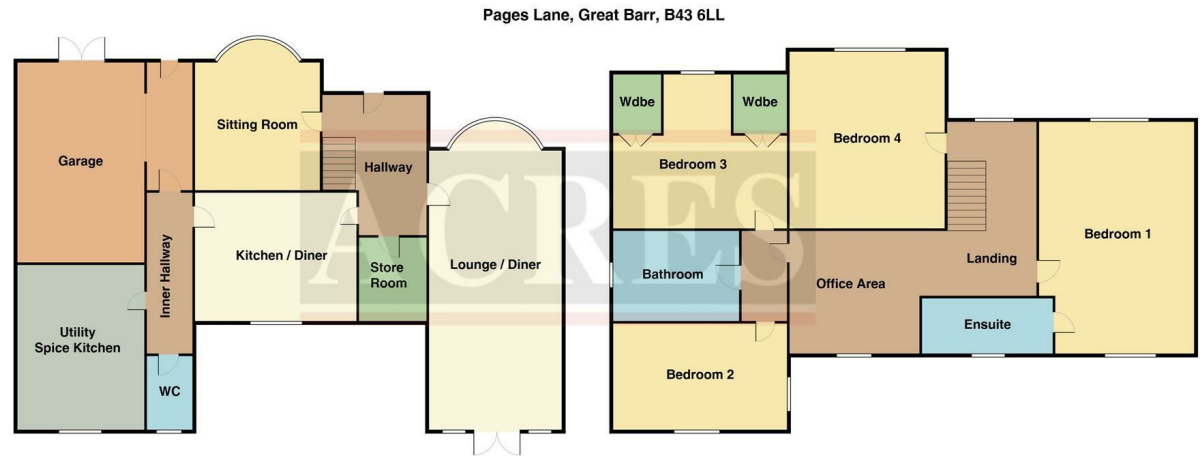 Pages Lane, Great Barr, B43 6LL
Garage
Sitting Room
Hallway
Kitchen / Diner
Inner Hallway
Store
Room
Lounge / Diner
Utility
Spice Kitchen
WC
Wdbe
Wdbe
Bedroom 3
Bedroom 4
Bedroom 1
Bathroom
Office Area
Landing
Ensuite
Bedroom 2
ACRES